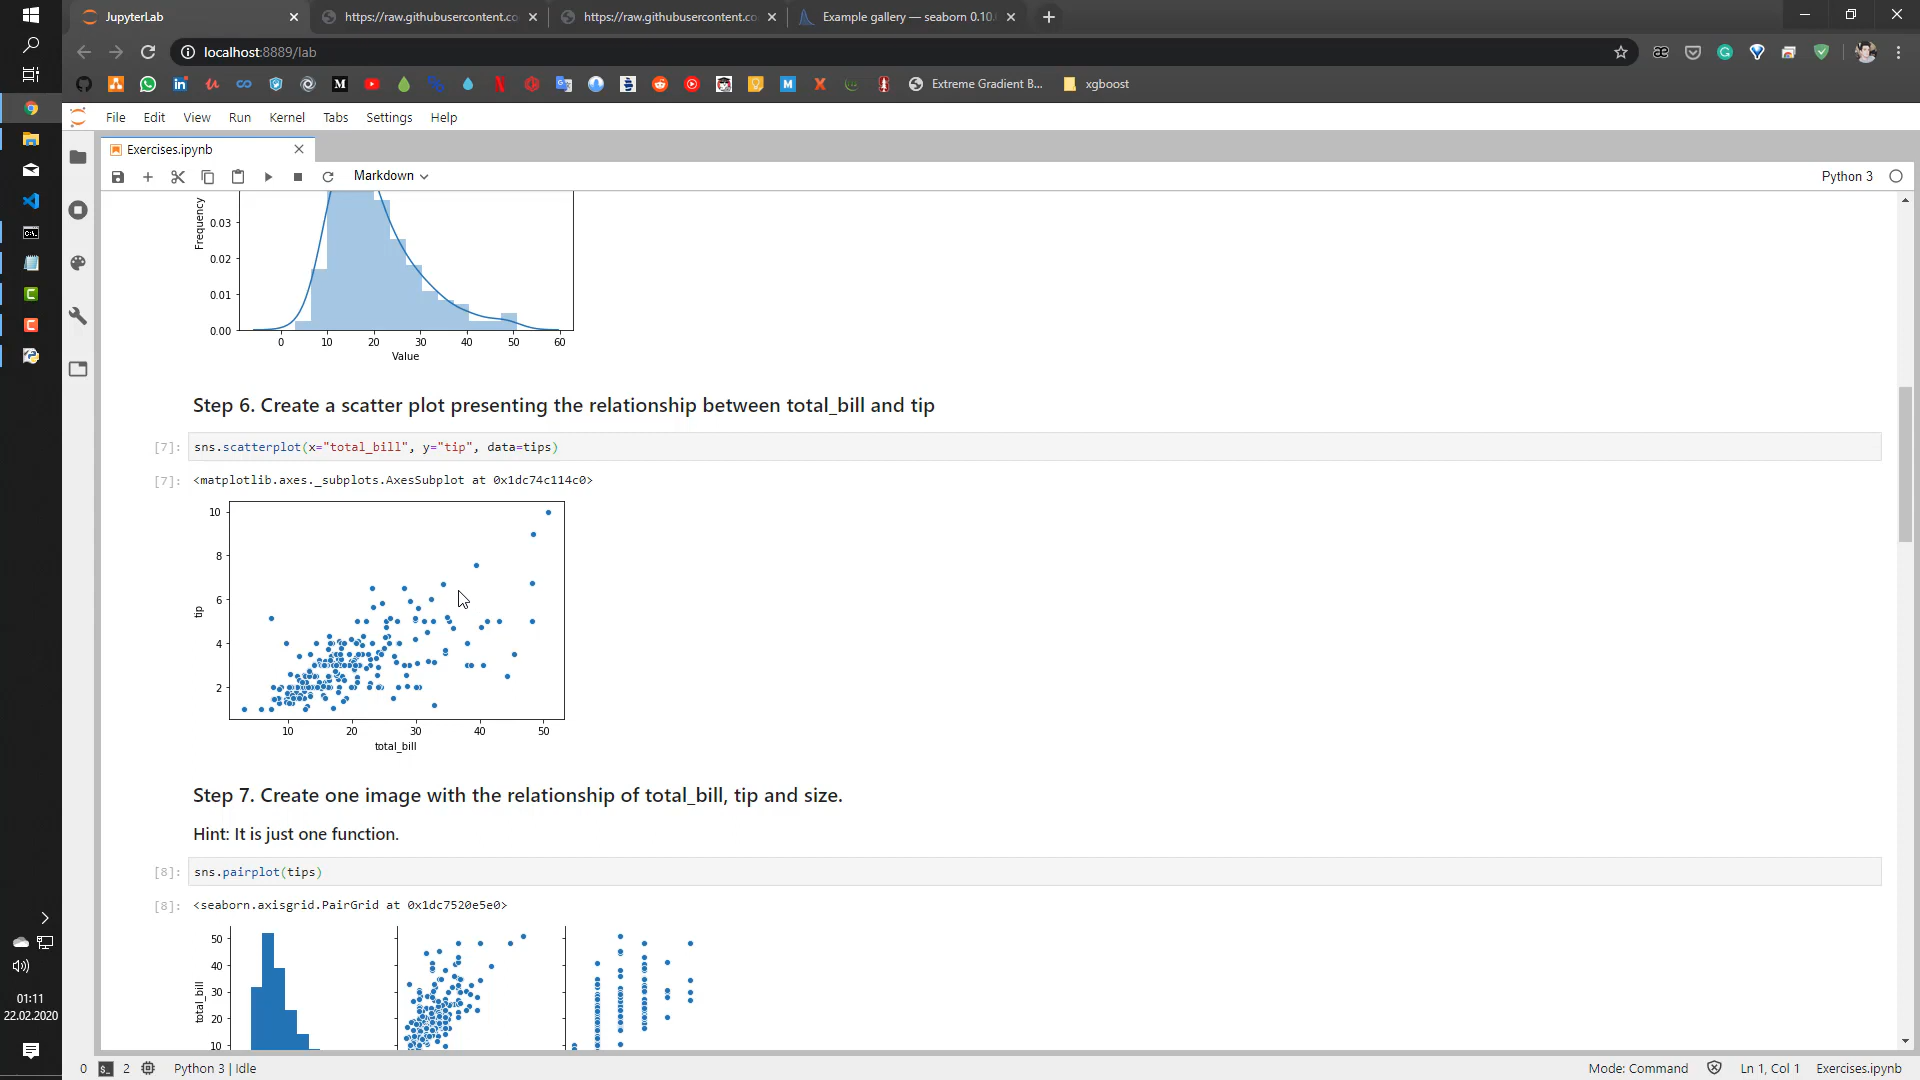 JupyterLab
https://raw.githubusercontent.co
https://raw.githubusercontent.co
Example gallery — seaborn 0.10.
localhost:8889/lab
Extreme Gradient B...
xgboost
File Edit View Run Kernel Tabs Settings Help
Exercises.ipynb
Markdown
Python 3
Frequency
0.03
0.02
0.01
0.00
0 10 20 30 40 50 60
Value
Step 6. Create a scatter plot presenting the relationship between total_bill and tip
[7]: sns.scatterplot(x="total_bill", y="tip", data=tips)
[7]: <matplotlib.axes._subplots.AxesSubplot at 0x1dc74c114c0>
10
8
6
4
2
tip
10 20 30 40 50
total_bill
Step 7. Create one image with the relationship of total_bill, tip and size.
Hint: It is just one function.
[8]: sns.pairplot(tips)
[8]: <seaborn.axisgrid.PairGrid at 0x1dc7520e5e0>
50
40
30
20
10
total_bill
01:11
22.02.2020
0 2 Python 3 | Idle
Mode: Command Ln 1, Col 1 Exercises.ipynb